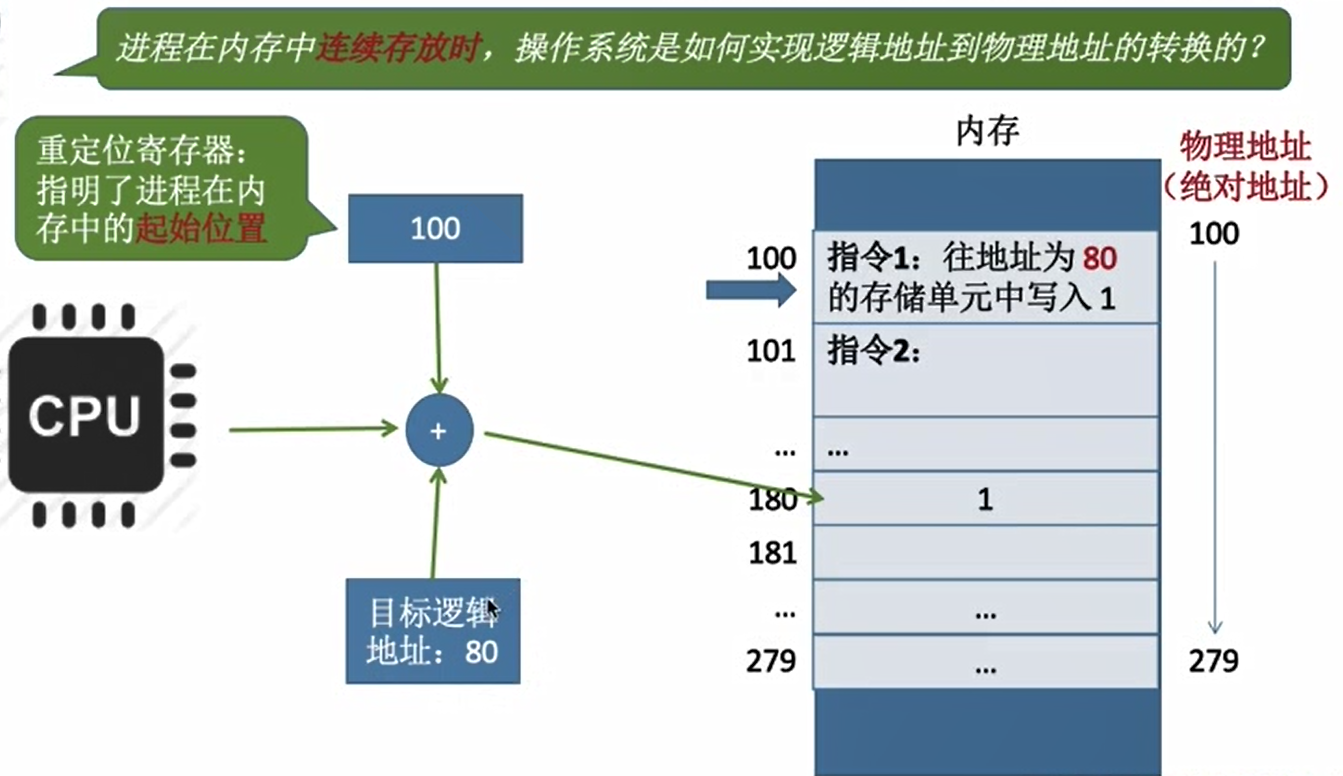 进程在内存中连续存放时，操作系统是如何实现逻辑地址到物理地址的转换的？
重定位寄存器：
指明了进程在内
存中的起始位置
100
CPU
+
目标逻辑
地址：80
内存
物理地址
（绝对地址）
100
100
指令1：往地址为 80
的存储单元中写入 1
101
指令2：
...
...
180
1
181
...
...
279
...
279